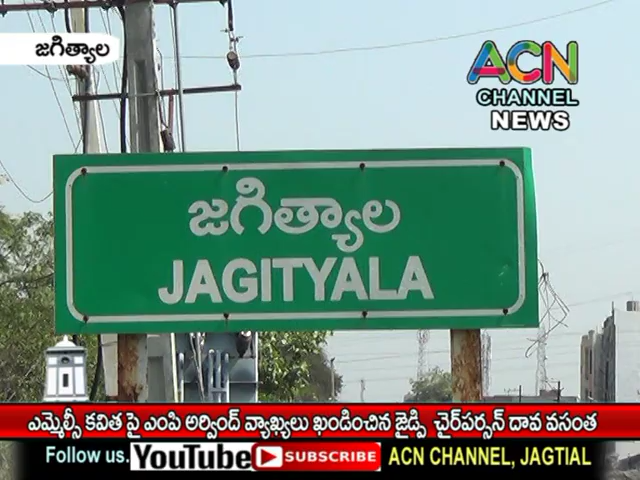 జగిత్యాల
ACN
CHANNEL
NEWS
జగిత్యాల
JAGITYALA
ఎమ్మెల్సీ కవిత పై ఎంపి అర్వింద్ వ్యాఖ్యలు ఖండించిన జైడ్పి చైర్‌పర్సన్ దావ వసంత
Follow us. YouTube SUBSCRIBE ACN CHANNEL, JAGTIAL